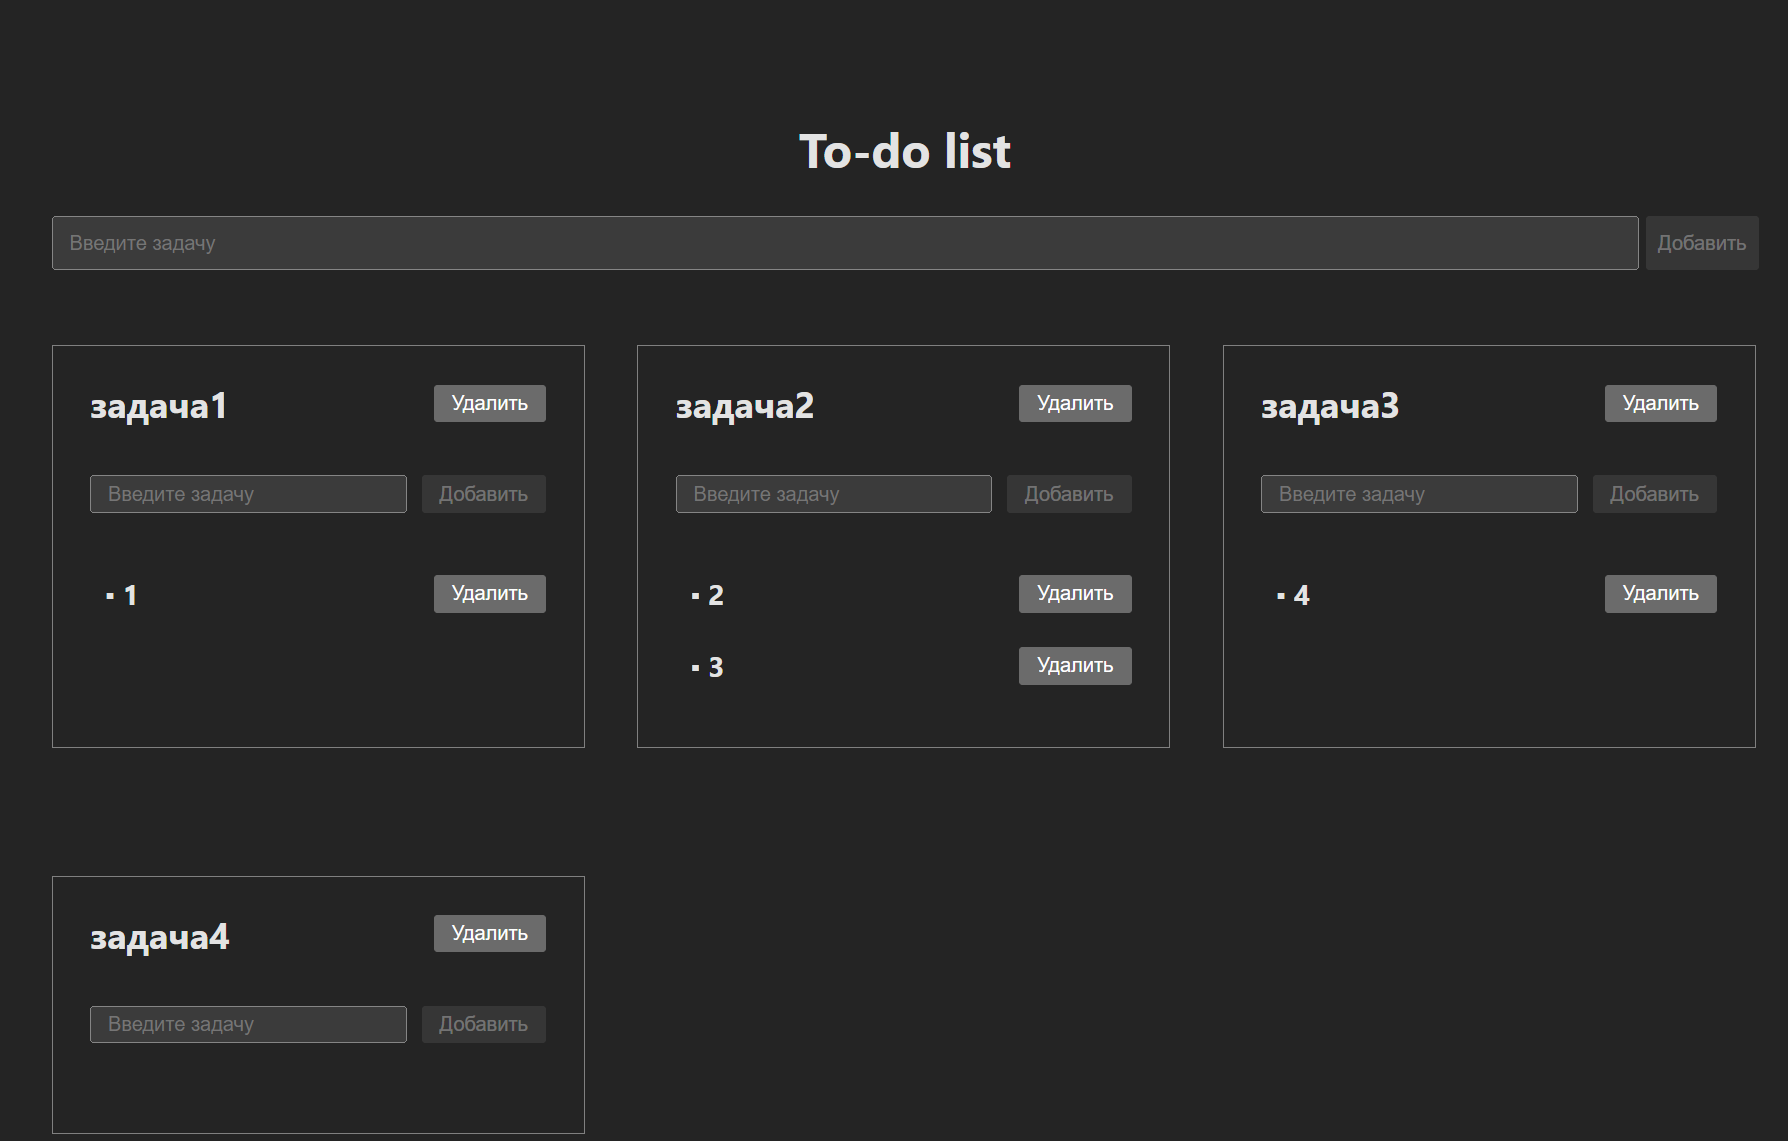 To-do list
Введите задачу Добавить
задача1 Удалить
Введите задачу Добавить
▪ 1 Удалить
задача2 Удалить
Введите задачу Добавить
▪ 2 Удалить
▪ 3 Удалить
задача3 Удалить
Введите задачу Добавить
▪ 4 Удалить
задача4 Удалить
Введите задачу Добавить